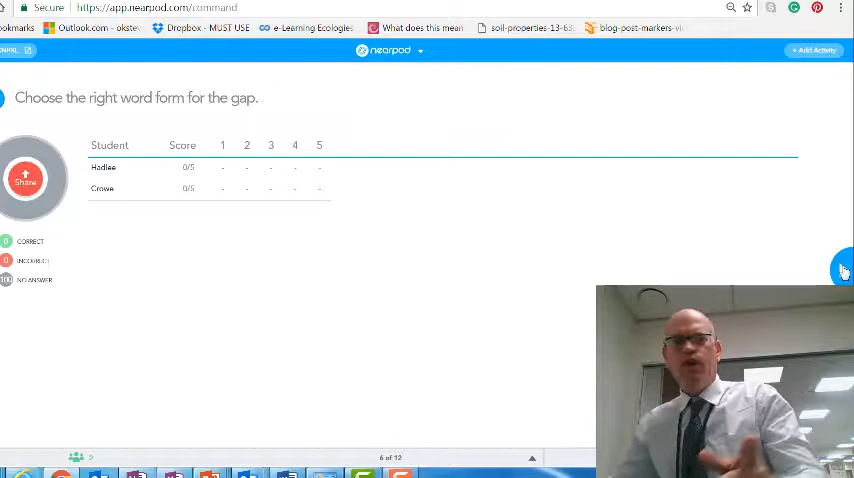 Secure https://app.nearpod.com/command
ookmarks Outlook.com - okstev Dropbox - MUST USE e-Learning Ecologies What does this mean soil-properties-13-63 blog-post-markers-vi
NPXL nearpod + Add Activity
Choose the right word form for the gap.
Student Score 1 2 3 4 5
Hadlee 0/5 - - - - -
Crowe 0/5 - - - - -
Share
0 CORRECT
0 INCORRECT
100 NO ANSWER
6 of 12